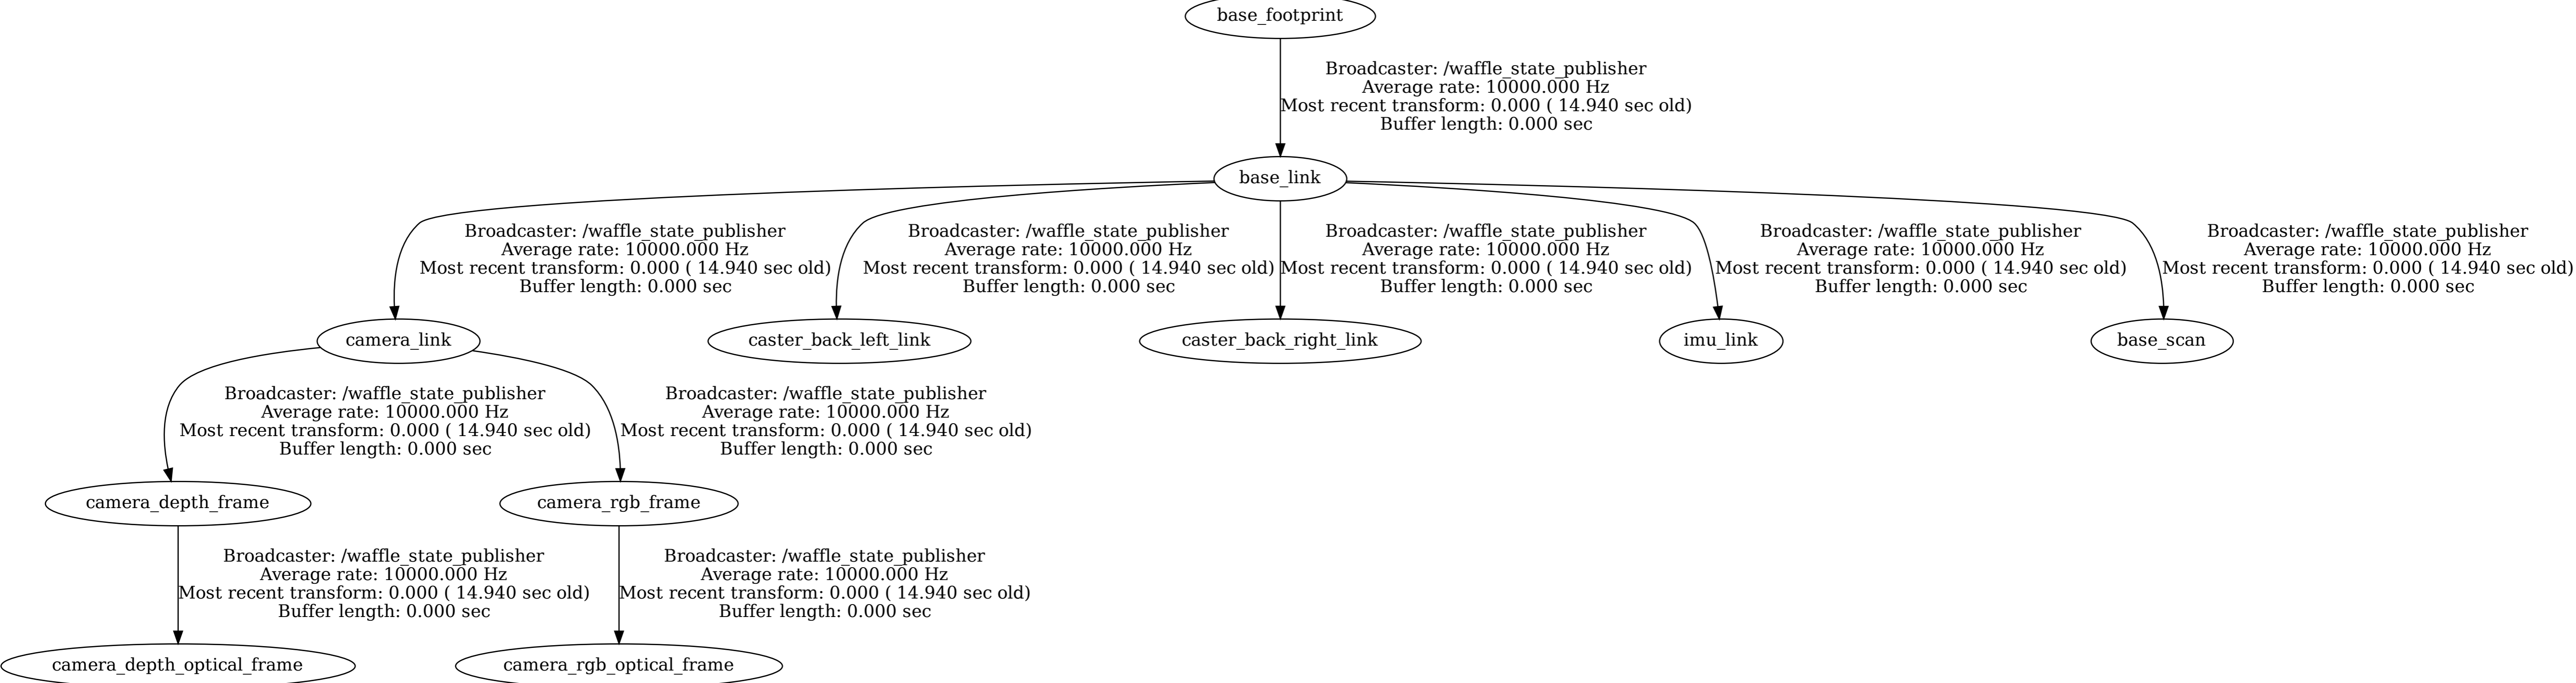 base_footprint
Broadcaster: /waffle_state_publisher
Average rate: 10000.000 Hz
Most recent transform: 0.000 ( 14.940 sec old)
Buffer length: 0.000 sec
base_link
Broadcaster: /waffle_state_publisher
Average rate: 10000.000 Hz
Most recent transform: 0.000 ( 14.940 sec old)
Buffer length: 0.000 sec
Broadcaster: /waffle_state_publisher
Average rate: 10000.000 Hz
Most recent transform: 0.000 ( 14.940 sec old)
Buffer length: 0.000 sec
Broadcaster: /waffle_state_publisher
Average rate: 10000.000 Hz
Most recent transform: 0.000 ( 14.940 sec old)
Buffer length: 0.000 sec
Broadcaster: /waffle_state_publisher
Average rate: 10000.000 Hz
Most recent transform: 0.000 ( 14.940 sec old)
Buffer length: 0.000 sec
Broadcaster: /waffle_state_publisher
Average rate: 10000.000 Hz
Most recent transform: 0.000 ( 14.940 sec old)
Buffer length: 0.000 sec
camera_link
caster_back_left_link
caster_back_right_link
imu_link
base_scan
Broadcaster: /waffle_state_publisher
Average rate: 10000.000 Hz
Most recent transform: 0.000 ( 14.940 sec old)
Buffer length: 0.000 sec
Broadcaster: /waffle_state_publisher
Average rate: 10000.000 Hz
Most recent transform: 0.000 ( 14.940 sec old)
Buffer length: 0.000 sec
camera_depth_frame
camera_rgb_frame
Broadcaster: /waffle_state_publisher
Average rate: 10000.000 Hz
Most recent transform: 0.000 ( 14.940 sec old)
Buffer length: 0.000 sec
Broadcaster: /waffle_state_publisher
Average rate: 10000.000 Hz
Most recent transform: 0.000 ( 14.940 sec old)
Buffer length: 0.000 sec
camera_depth_optical_frame
camera_rgb_optical_frame